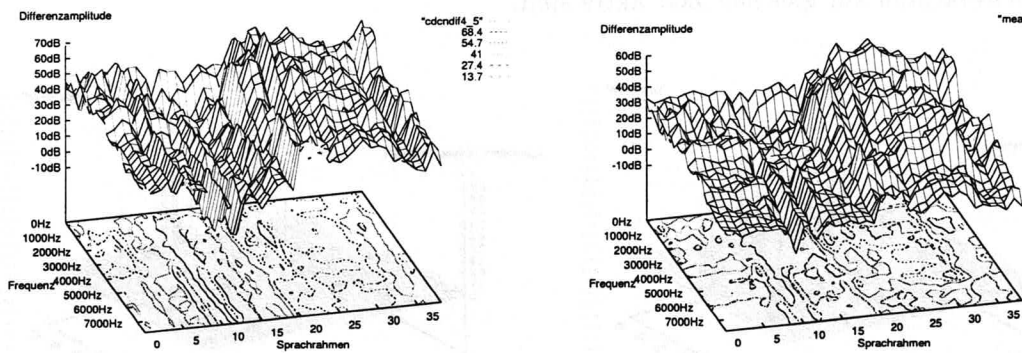 Differenzamplitude
"cdcndif4_5"
68.4
54.7
41
27.4
13.7
70dB
60dB
50dB
40dB
30dB
20dB
10dB
0dB
-10dB
0Hz
1000Hz
2000Hz
3000Hz
4000Hz
5000Hz
6000Hz
7000Hz
Frequenz
0
5
10
15
20
25
30
35
Sprachrahmen
Differenzamplitude
"mea
60dB
50dB
40dB
30dB
20dB
10dB
0dB
-10dB
0Hz
1000Hz
2000Hz
3000Hz
4000Hz
5000Hz
6000Hz
7000Hz
Frequenz
0
5
10
15
20
25
30
35
Sprachrahmen